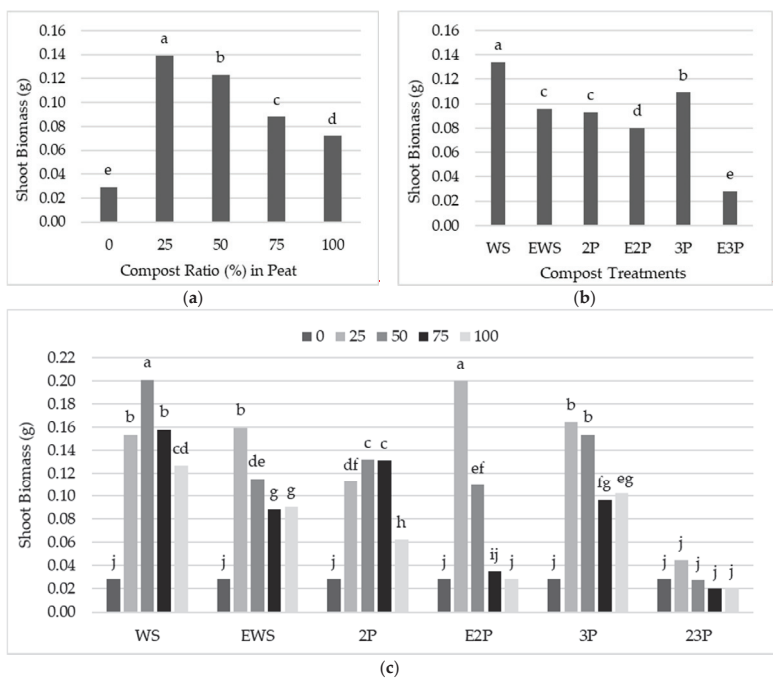 0.16
a
0.14
b
0.12
0.10
c
0.08
d
0.06
0.04
e
0.02
0.00
0 25 50 75 100
Shoot Biomass (g)
Compost Ratio (%) in Peat
(a)
0.16
a
0.14
0.12
b
0.10
c c
0.08
d
0.06
0.04
e
0.02
0.00
WS EWS 2P E2P 3P E3P
Shoot Biomass (g)
Compost Treatments
(b)
0 25 50 75 100
0.22
0.20
0.18
0.16
0.14
0.12
0.10
0.08
0.06
0.04
0.02
0.00
Shoot Biomass (g)
j b a b cd
j b de g g
j df c c h
j a ef ij j
j b b fg eg
j j j j j
WS EWS 2P E2P 3P 23P
(c)